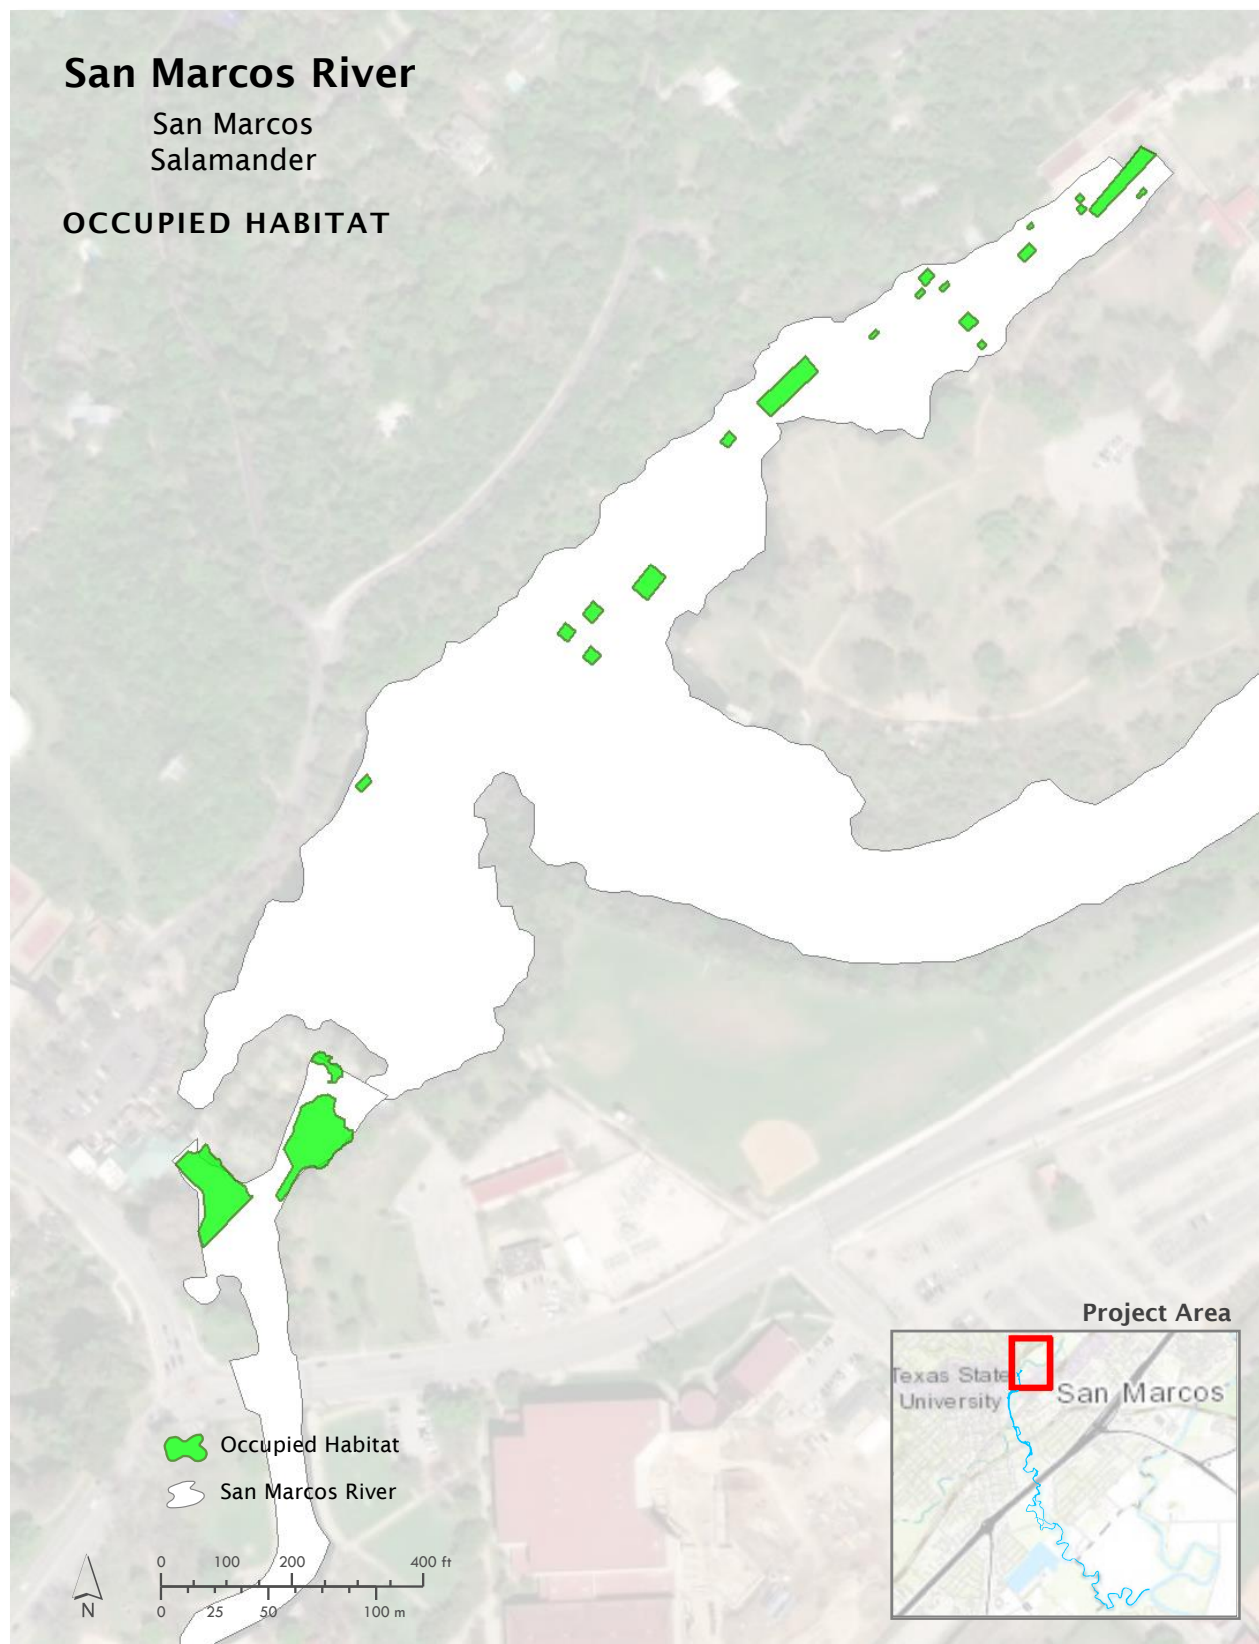 San Marcos River
San Marcos
Salamander
OCCUPIED HABITAT
Project Area
Texas State
University
San Marcos
Occupied Habitat
San Marcos River
0 100 200 400 ft
0 25 50 100 m
N